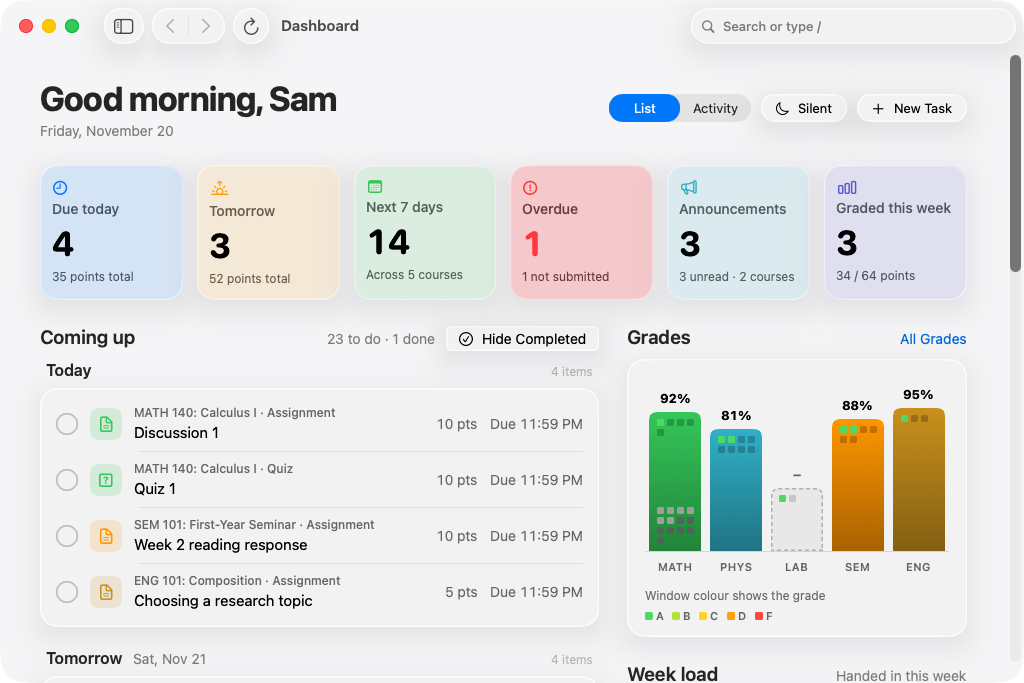 Dashboard
Search or type /
Good morning, Sam
Friday, November 20
List
Activity
Silent
New Task
Due today
4
35 points total
Tomorrow
3
52 points total
Next 7 days
14
Across 5 courses
Overdue
1
1 not submitted
Announcements
3
3 unread · 2 courses
Graded this week
3
34 / 64 points
Coming up
23 to do · 1 done
Hide Completed
Today
4 items
MATH 140: Calculus I · Assignment
Discussion 1
10 pts
Due 11:59 PM
MATH 140: Calculus I · Quiz
Quiz 1
10 pts
Due 11:59 PM
SEM 101: First-Year Seminar · Assignment
Week 2 reading response
10 pts
Due 11:59 PM
ENG 101: Composition · Assignment
Choosing a research topic
5 pts
Due 11:59 PM
Tomorrow
Sat, Nov 21
4 items
Grades
All Grades
92%
81%
–
88%
95%
MATH
PHYS
LAB
SEM
ENG
Window colour shows the grade
A
B
C
D
F
Week load
Handed in this week